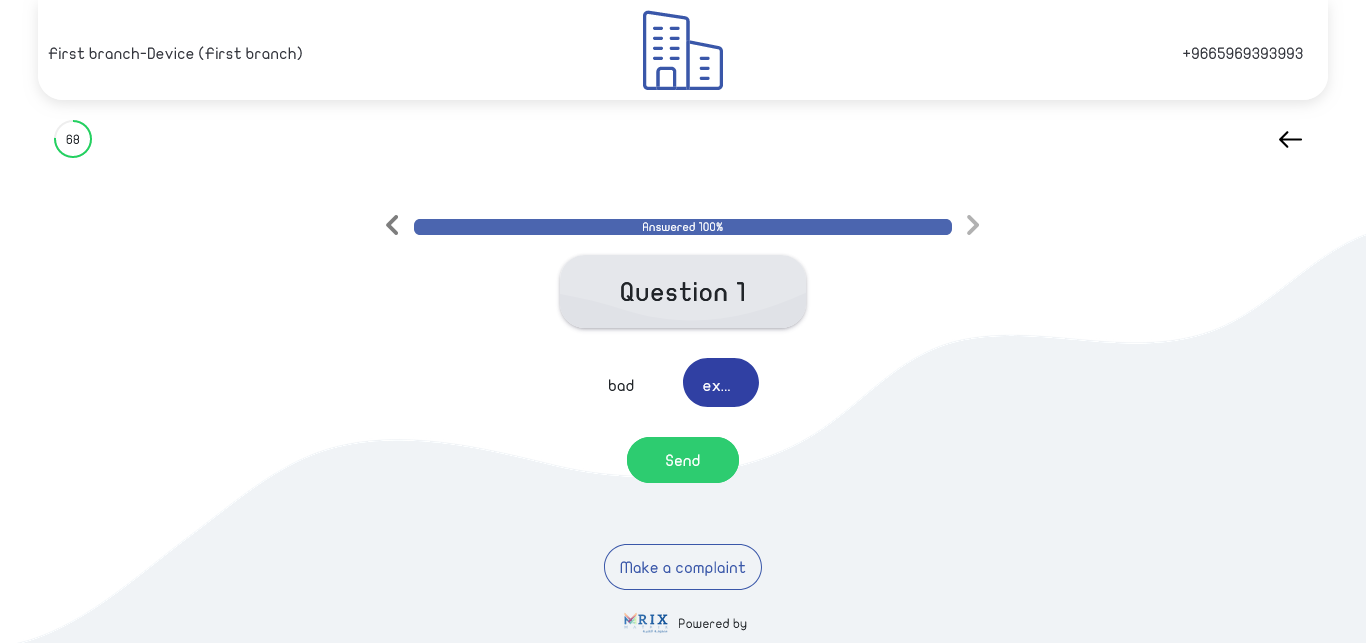 First branch-Device (First branch)
+9665969393993
68
Answered 100%
Question 1
bad
ex...
Send
Make a complaint
MRIX
Powered by